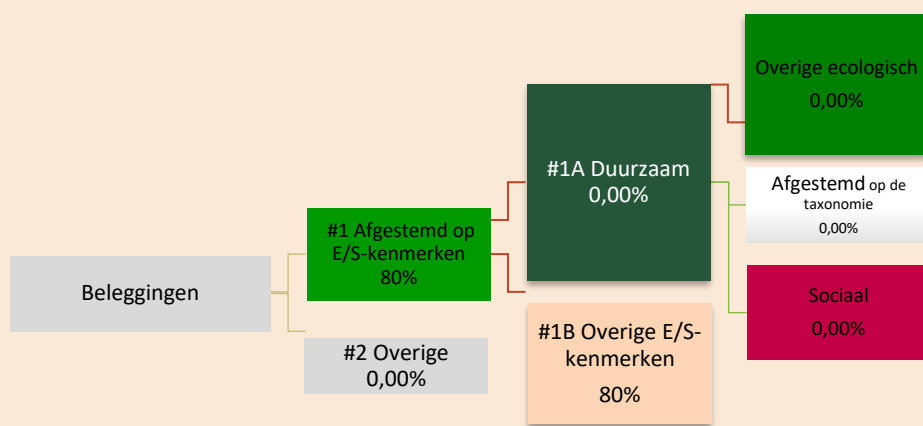 Beleggingen
#1 Afgestemd op
E/S-kenmerken
80%
#2 Overige
0,00%
#1A Duurzaam
0,00%
#1B Overige E/S-
kenmerken
80%
Overige ecologisch
0,00%
Afgestemd op de
taxonomie
0,00%
Sociaal
0,00%